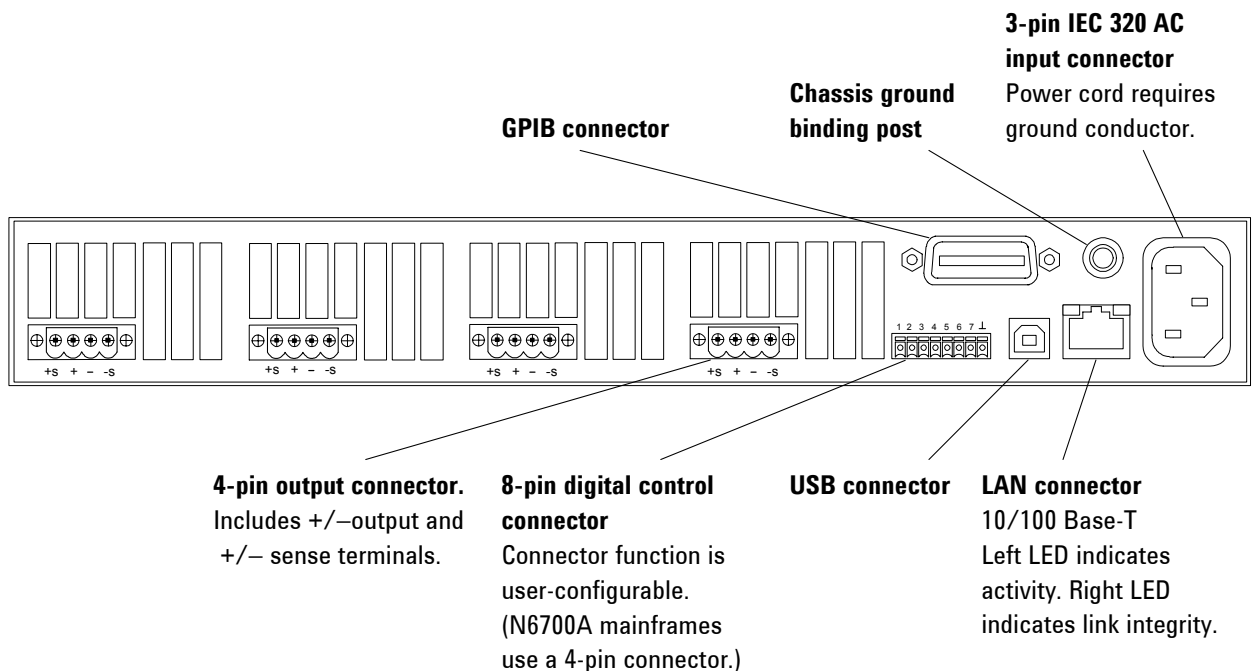 3-pin IEC 320 AC
input connector
Power cord requires
ground conductor.
Chassis ground
binding post
GPIB connector
1 2 3 4 5 6 7 ⊥
+s + – -s
+s + – -s
+s + – -s
+s + – -s
4-pin output connector.
Includes +/–output and
+/– sense terminals.
8-pin digital control
connector
Connector function is
user-configurable.
(N6700A mainframes
use a 4-pin connector.)
USB connector
LAN connector
10/100 Base-T
Left LED indicates
activity. Right LED
indicates link integrity.